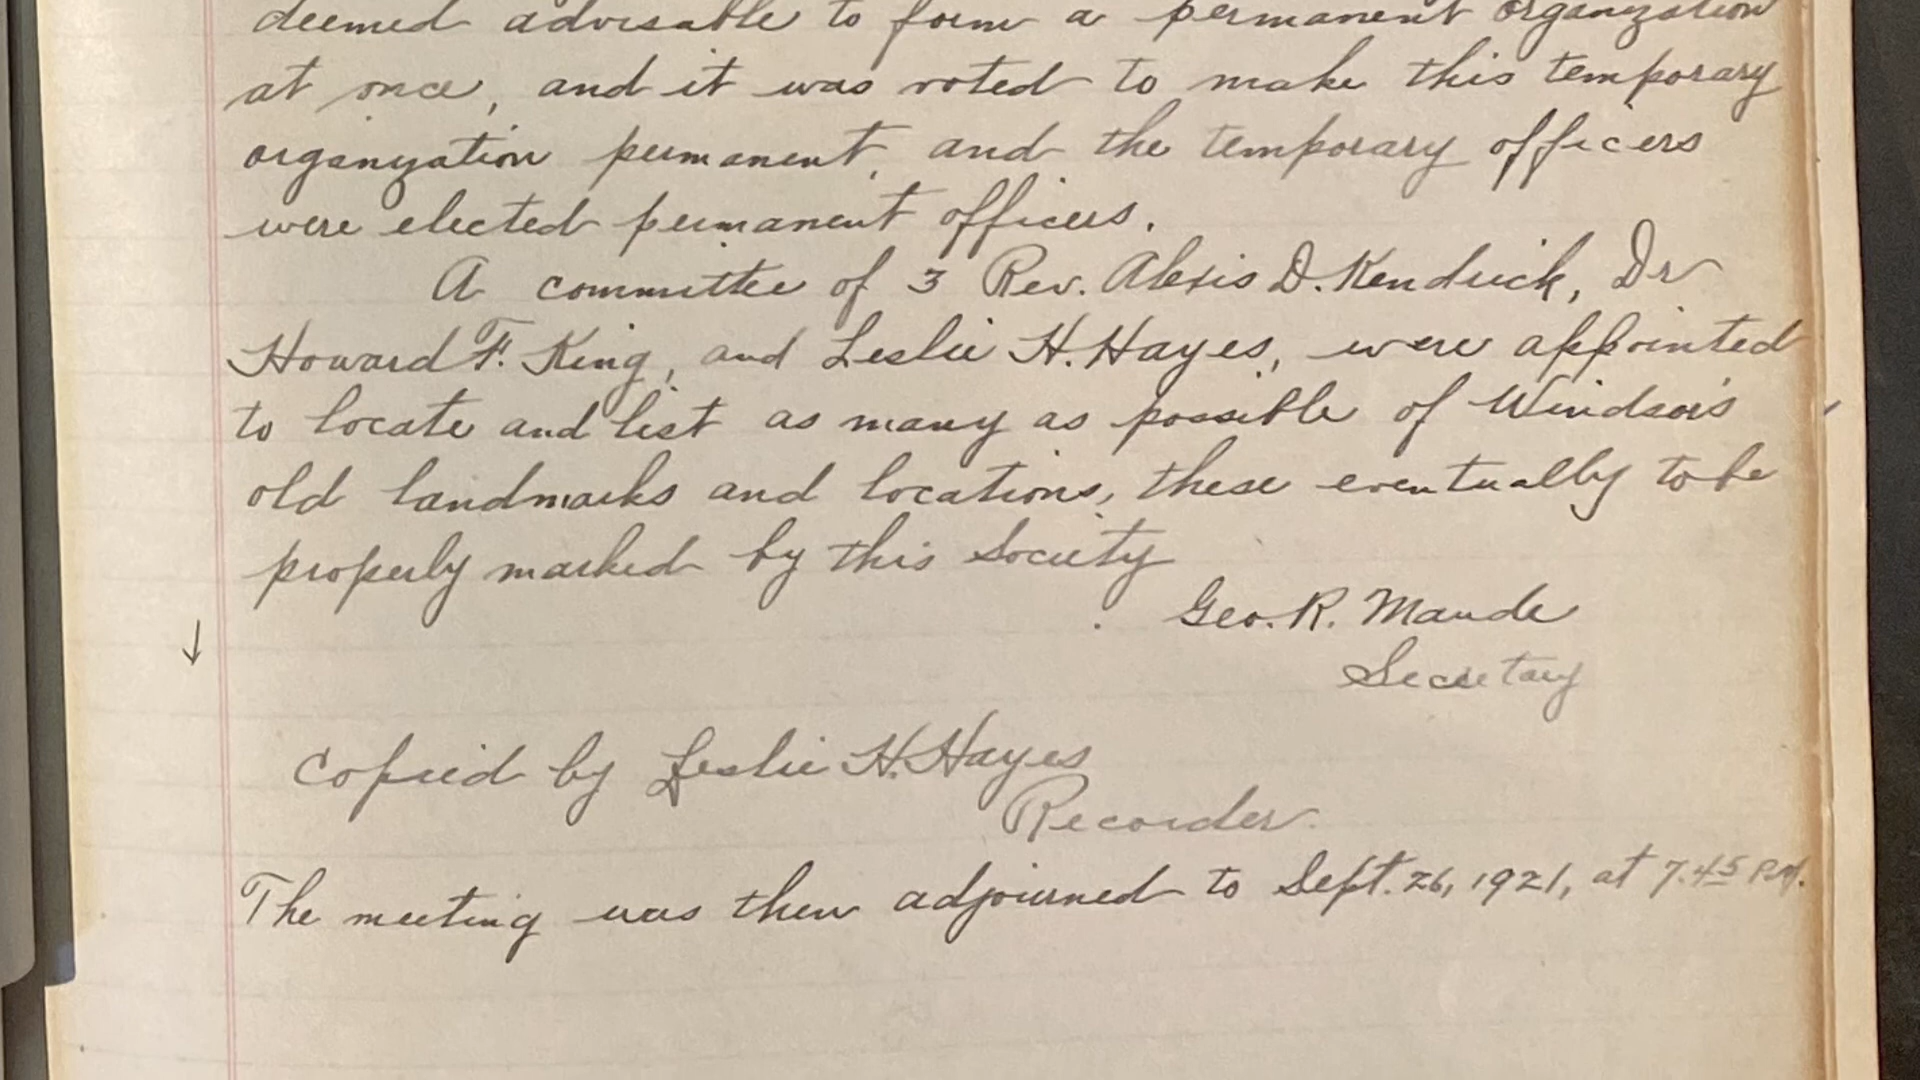 deemed advisable to form a permanent organization
at once, and it was voted to make this temporary
organization permanent, and the temporary officers
were elected permanent officers.
A committee of 3 Rev. Alexis D. Kendrick, Dr
Howard F. King, and Leslie H. Hayes, were appointed
to locate and list as many as possible of Windsor's
old landmarks and locations, these eventually to be
properly marked by this Society
Geo. R. Maude
Secretary
Copied by Leslie H. Hayes
Recorder.
The meeting was then adjourned to Sept. 26, 1921, at 7.45 P.M.